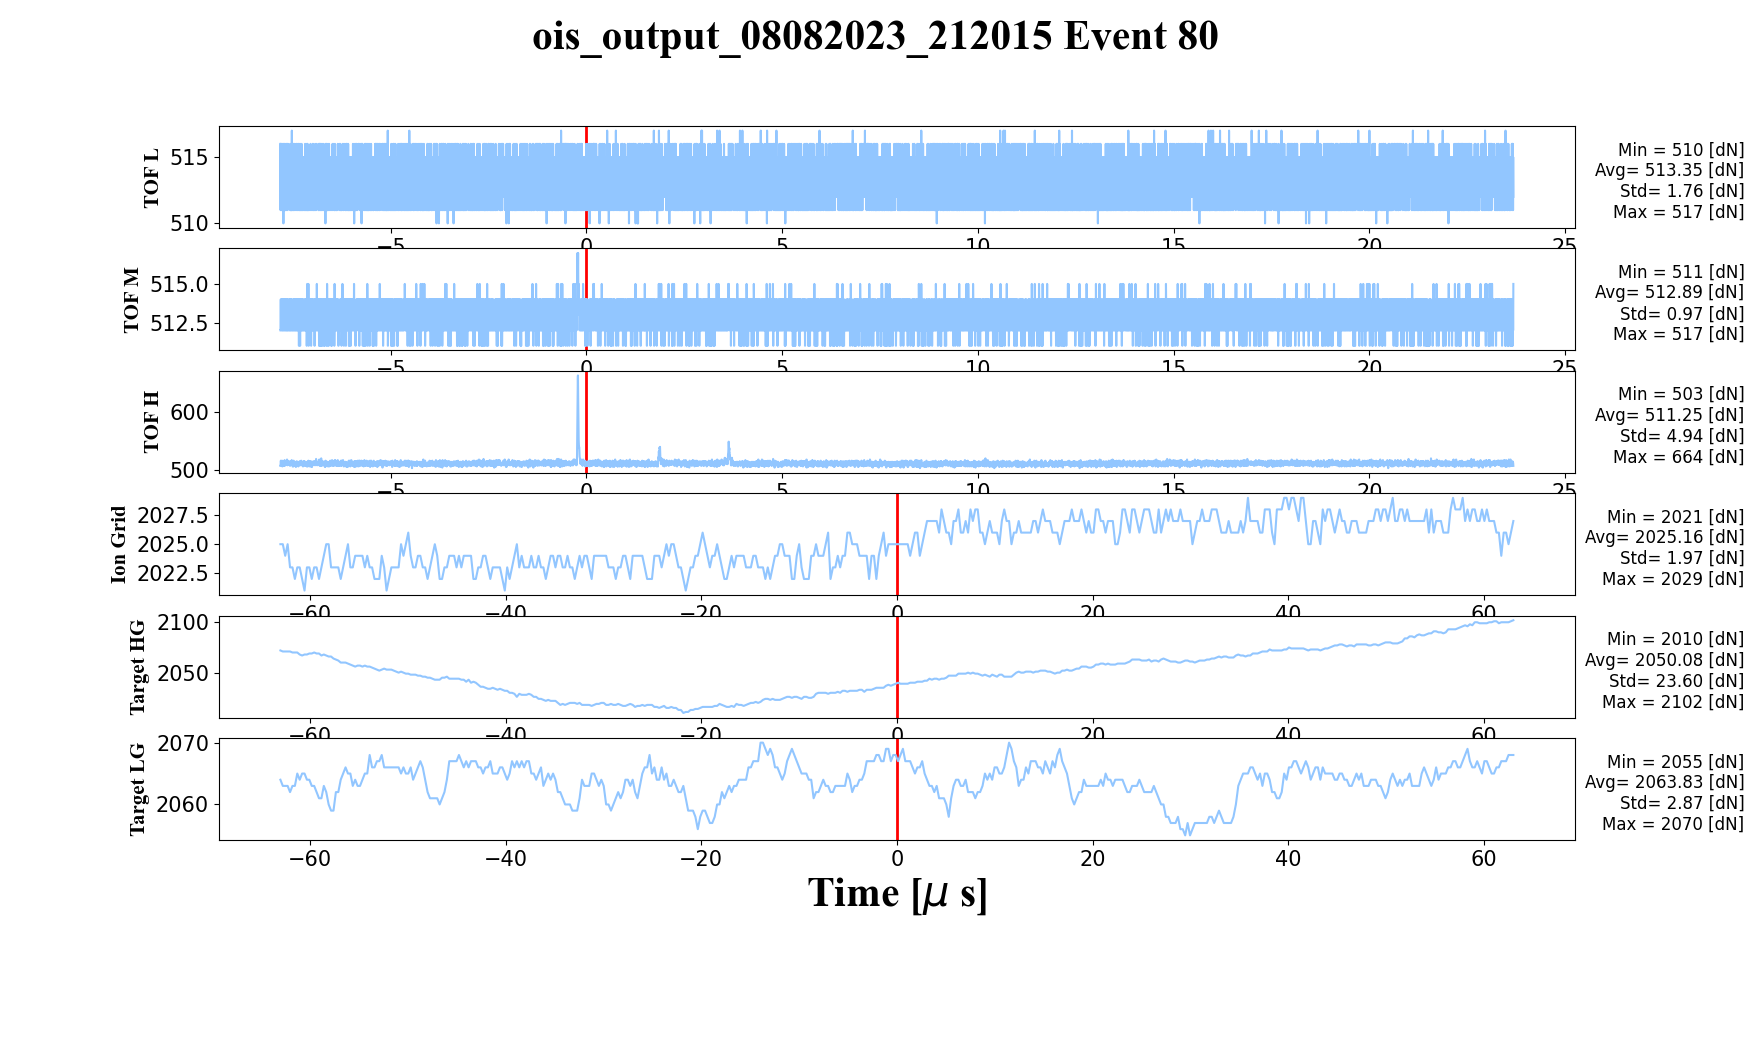 ois_output_08082023_212015 Event 80
TOF L
515
510
−5 0 5 10 15 20 25
Min = 510 [dN]
Avg= 513.35 [dN]
Std= 1.76 [dN]
Max = 517 [dN]
TOF M
515.0
512.5
−5 0 5 10 15 20 25
Min = 511 [dN]
Avg= 512.89 [dN]
Std= 0.97 [dN]
Max = 517 [dN]
TOF H
600
500
−5 0 5 10 15 20 25
Min = 503 [dN]
Avg= 511.25 [dN]
Std= 4.94 [dN]
Max = 664 [dN]
Ion Grid
2027.5
2025.0
2022.5
−60 −40 −20 0 20 40 60
Min = 2021 [dN]
Avg= 2025.16 [dN]
Std= 1.97 [dN]
Max = 2029 [dN]
Target HG
2100
2050
−60 −40 −20 0 20 40 60
Min = 2010 [dN]
Avg= 2050.08 [dN]
Std= 23.60 [dN]
Max = 2102 [dN]
Target LG
2070
2060
−60 −40 −20 0 20 40 60
Min = 2055 [dN]
Avg= 2063.83 [dN]
Std= 2.87 [dN]
Max = 2070 [dN]
Time [μ s]